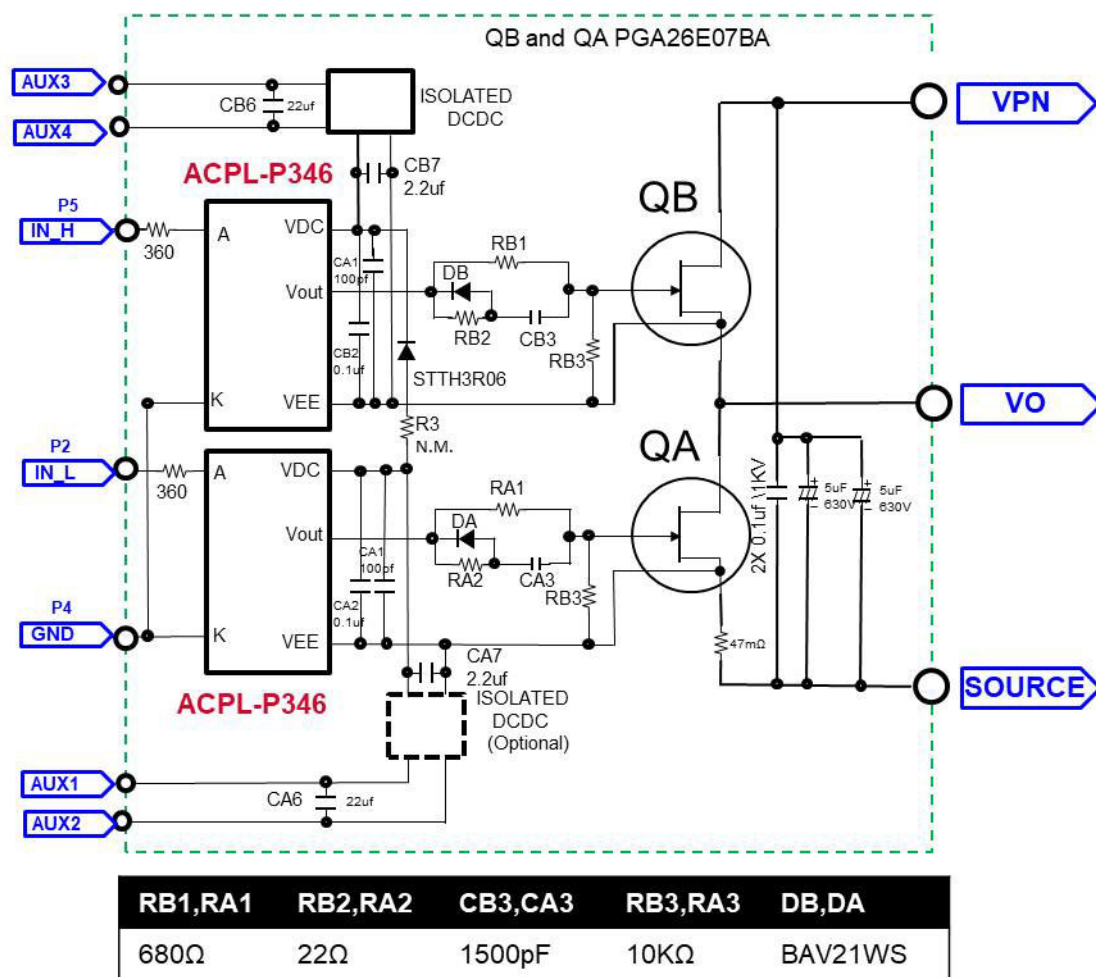 QB and QA PGA26E07BA
AUX3
CB6
22uf
ISOLATED
DCDC
VPN
AUX4
ACPL-P346
CB7
2.2uf
P5
IN_H
360
A
VDC
QB
CA1
100pf
RB1
DB
Vout
RB2
CB3
CB2
0.1uf
RB3
STTH3R06
K
VEE
VO
R3
N.M.
P2
IN_L
360
A
VDC
QA
RA1
2X 0.1uf \1KV
+
5uF
630V
–
+
5uF
630V
–
DA
Vout
CA1
100pf
RA2
CA3
CA2
0.1uf
RB3
P4
GND
K
VEE
47mΩ
CA7
2.2uf
SOURCE
ACPL-P346
ISOLATED
DCDC
(Optional)
AUX1
CA6
22uf
AUX2
RB1,RA1 RB2,RA2 CB3,CA3 RB3,RA3 DB,DA
680Ω 22Ω 1500pF 10KΩ BAV21WS